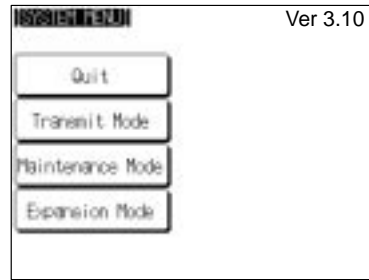 [SYSTEM MENU] Ver 3.10
Quit
Transmit Mode
Maintenance Mode
Expansion Mode